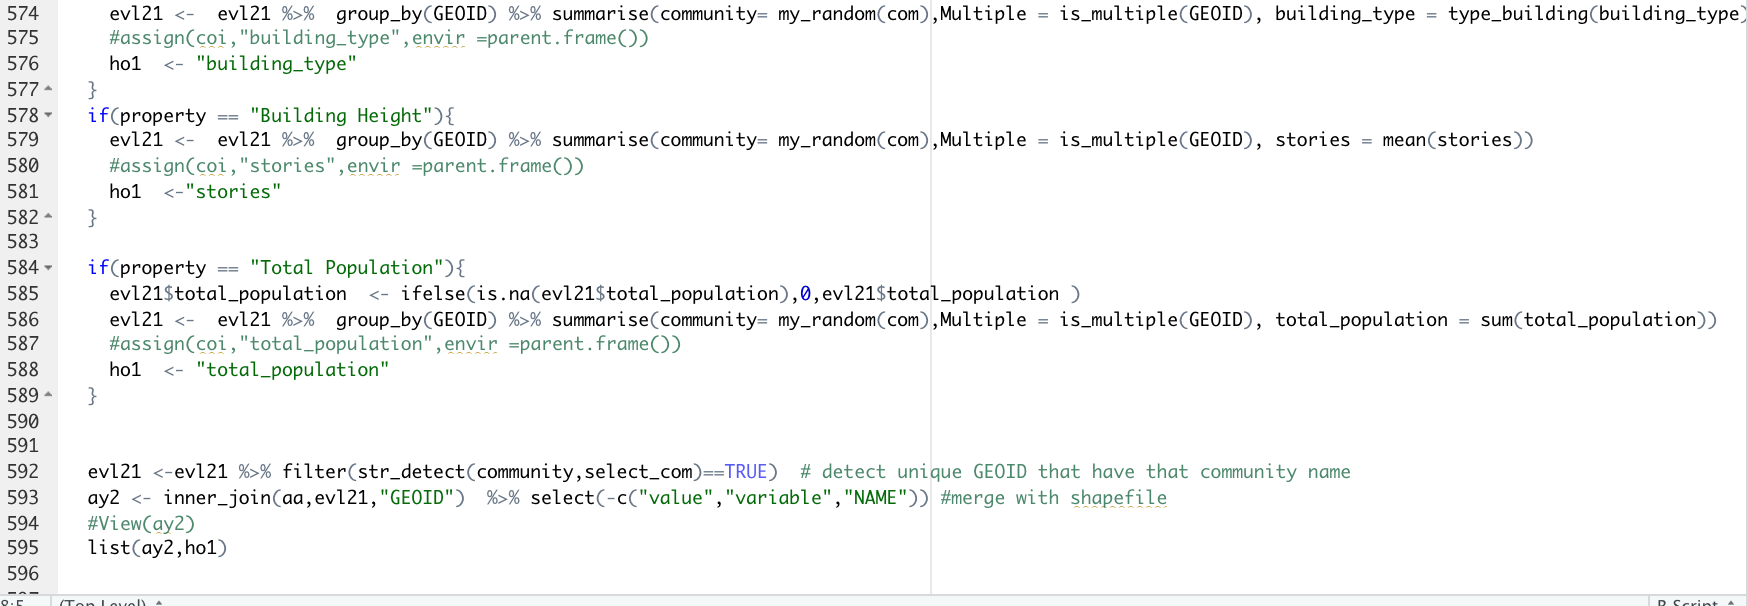 574 evl21 <-  evl21 %>%  group_by(GEOID) %>% summarise(community= my_random(com),Multiple = is_multiple(GEOID), building_type = type_building(building_type)
575 #assign(coi,"building_type",envir =parent.frame())
576 ho1  <- "building_type"
577 }
578 if(property == "Building Height"){
579 evl21 <-  evl21 %>%  group_by(GEOID) %>% summarise(community= my_random(com),Multiple = is_multiple(GEOID), stories = mean(stories))
580 #assign(coi,"stories",envir =parent.frame())
581 ho1  <-"stories"
582 }
583
584 if(property == "Total Population"){
585 evl21$total_population  <- ifelse(is.na(evl21$total_population),0,evl21$total_population )
586 evl21 <-  evl21 %>%  group_by(GEOID) %>% summarise(community= my_random(com),Multiple = is_multiple(GEOID), total_population = sum(total_population))
587 #assign(coi,"total_population",envir =parent.frame())
588 ho1  <- "total_population"
589 }
590
591
592 evl21 <-evl21 %>% filter(str_detect(community,select_com)==TRUE)  # detect unique GEOID that have that community name
593 ay2 <- inner_join(aa,evl21,"GEOID")  %>% select(-c("value","variable","NAME")) #merge with shapefile
594 #View(ay2)
595 list(ay2,ho1)
596
(Top Level) R Script